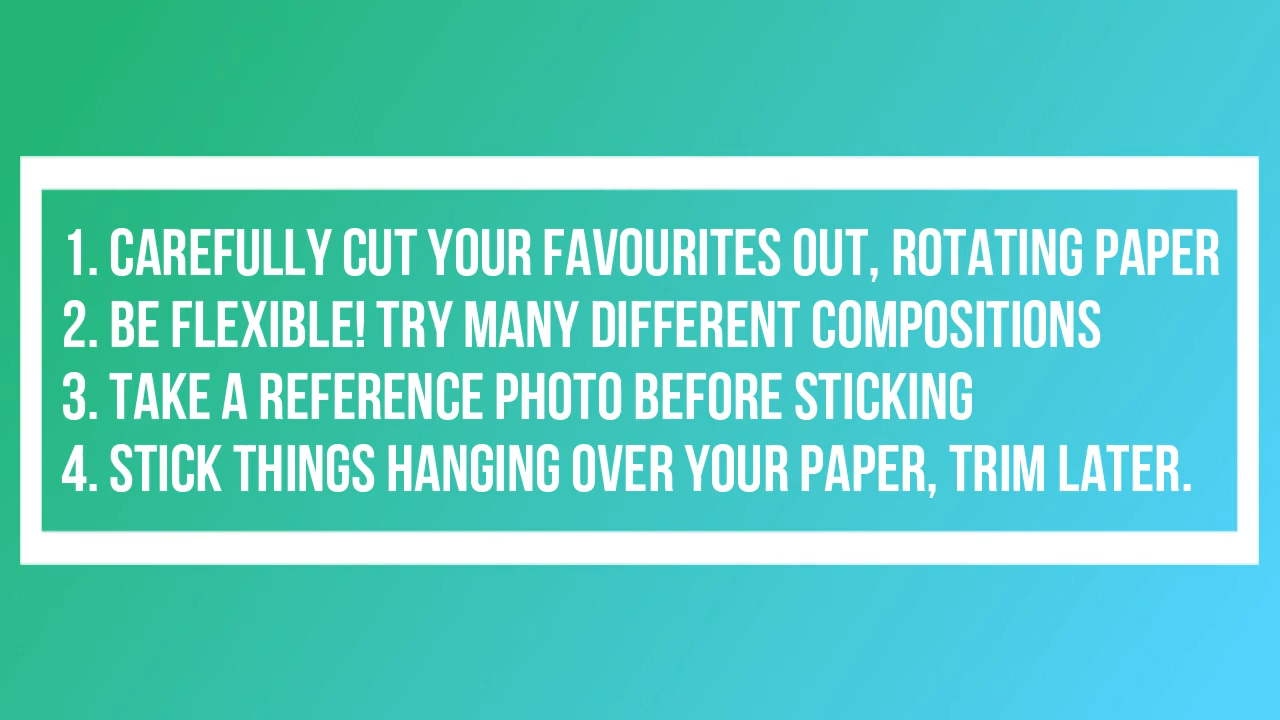 1. CAREFULLY CUT YOUR FAVOURITES OUT, ROTATING PAPER
2. BE FLEXIBLE! TRY MANY DIFFERENT COMPOSITIONS
3. TAKE A REFERENCE PHOTO BEFORE STICKING
4. STICK THINGS HANGING OVER YOUR PAPER, TRIM LATER.